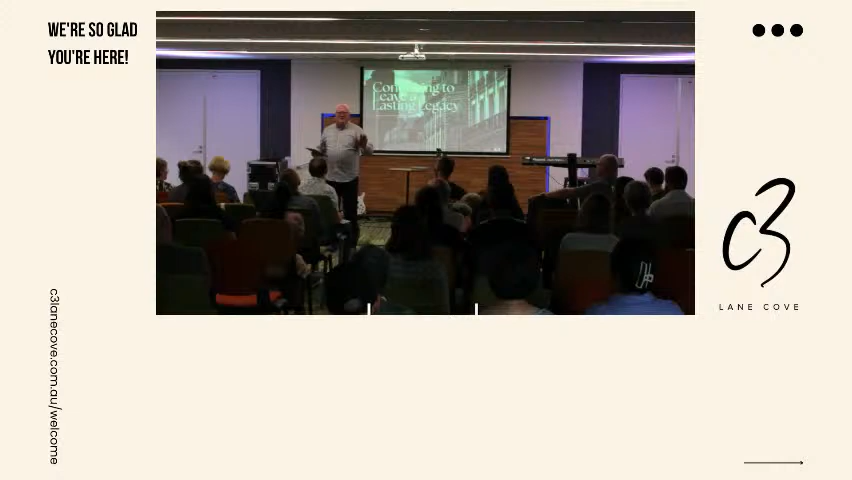 WE'RE SO GLAD
YOU'RE HERE!
Continuing to
Leave a
Lasting Legacy
c3
LANE COVE
c3lanecove.com.au/welcome